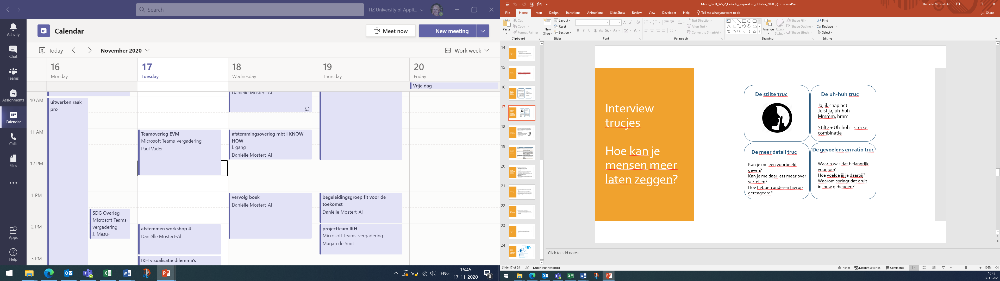 Search
HZ University of Appli...
Activity
Chat
Teams
Assignments
Calendar
Calls
Files
Apps
Help
Calendar
Meet now
New meeting
Today
November 2020
Work week
16
Monday
17
Tuesday
18
Wednesday
19
Thursday
20
Friday
Vrije dag
10 AM
11 AM
12 PM
1 PM
2 PM
3 PM
uitwerken raak
pro
SDG Overleg
Microsoft Teams-
vergadering
J. Mesu-
Teamoverleg EVM
Microsoft Teams-vergadering
Paul Vader
afstemmen workshop 4
Daniëlle Mostert-Al
IKH visualisatie dilemma's
Daniëlle Mostert-Al
afstemmingsoverleg mbt I KNOW
HOW
L gang
Daniëlle Mostert-Al
vervolg boek
Daniëlle Mostert-Al
begeleidingsgroep fit voor de
toekomst
Daniëlle Mostert-Al
projectteam IKH
Microsoft Teams-vergadering
Marjan de Smit
ENG
16:45
17-11-2020
9
Minor_FvdT_WS_2_Geleide_gesprekken_oktober_2020 (5) - PowerPoint
Daniëlle Mostert-Al
File
Home
Insert
Design
Transitions
Animations
Slide Show
Review
View
Developer
Help
Tell me what you want to do
Share
Paste
Cut
Copy
Format Painter
Clipboard
New
Slide
Layout
Reset
Section
Slides
Font
Text Direction
Align Text
Convert to SmartArt
Paragraph
Arrange
Quick
Styles
Shape Fill
Shape Outline
Shape Effects
Drawing
Find
Replace
Select
Editing
14
15
16
17
18
19
20
21
22
23
24
Interview
trucjes
Hoe kan je
mensen meer
laten zeggen?
De stilte truc
De uh-huh truc
Ja, ik snap het
Juist ja, uh-huh
Mmmm, hmm
Stilte + Uh-huh = sterke
combinatie
De meer detail truc
Kan je me een voorbeeld
geven?
Kan je me daar iets meer over
vertellen?
Hoe hebben anderen hierop
gereageerd?
De gevoelens en ratio truc
Waarin was dat belangrijk
voor jou?
Hoe voelde jij je daarbij?
Waarom springt dat eruit
in jouw geheugen?
Click to add notes
Slide 17 of 24
Dutch (Netherlands)
Notes
Display Settings
Comments
106%
16:45
17-11-2020